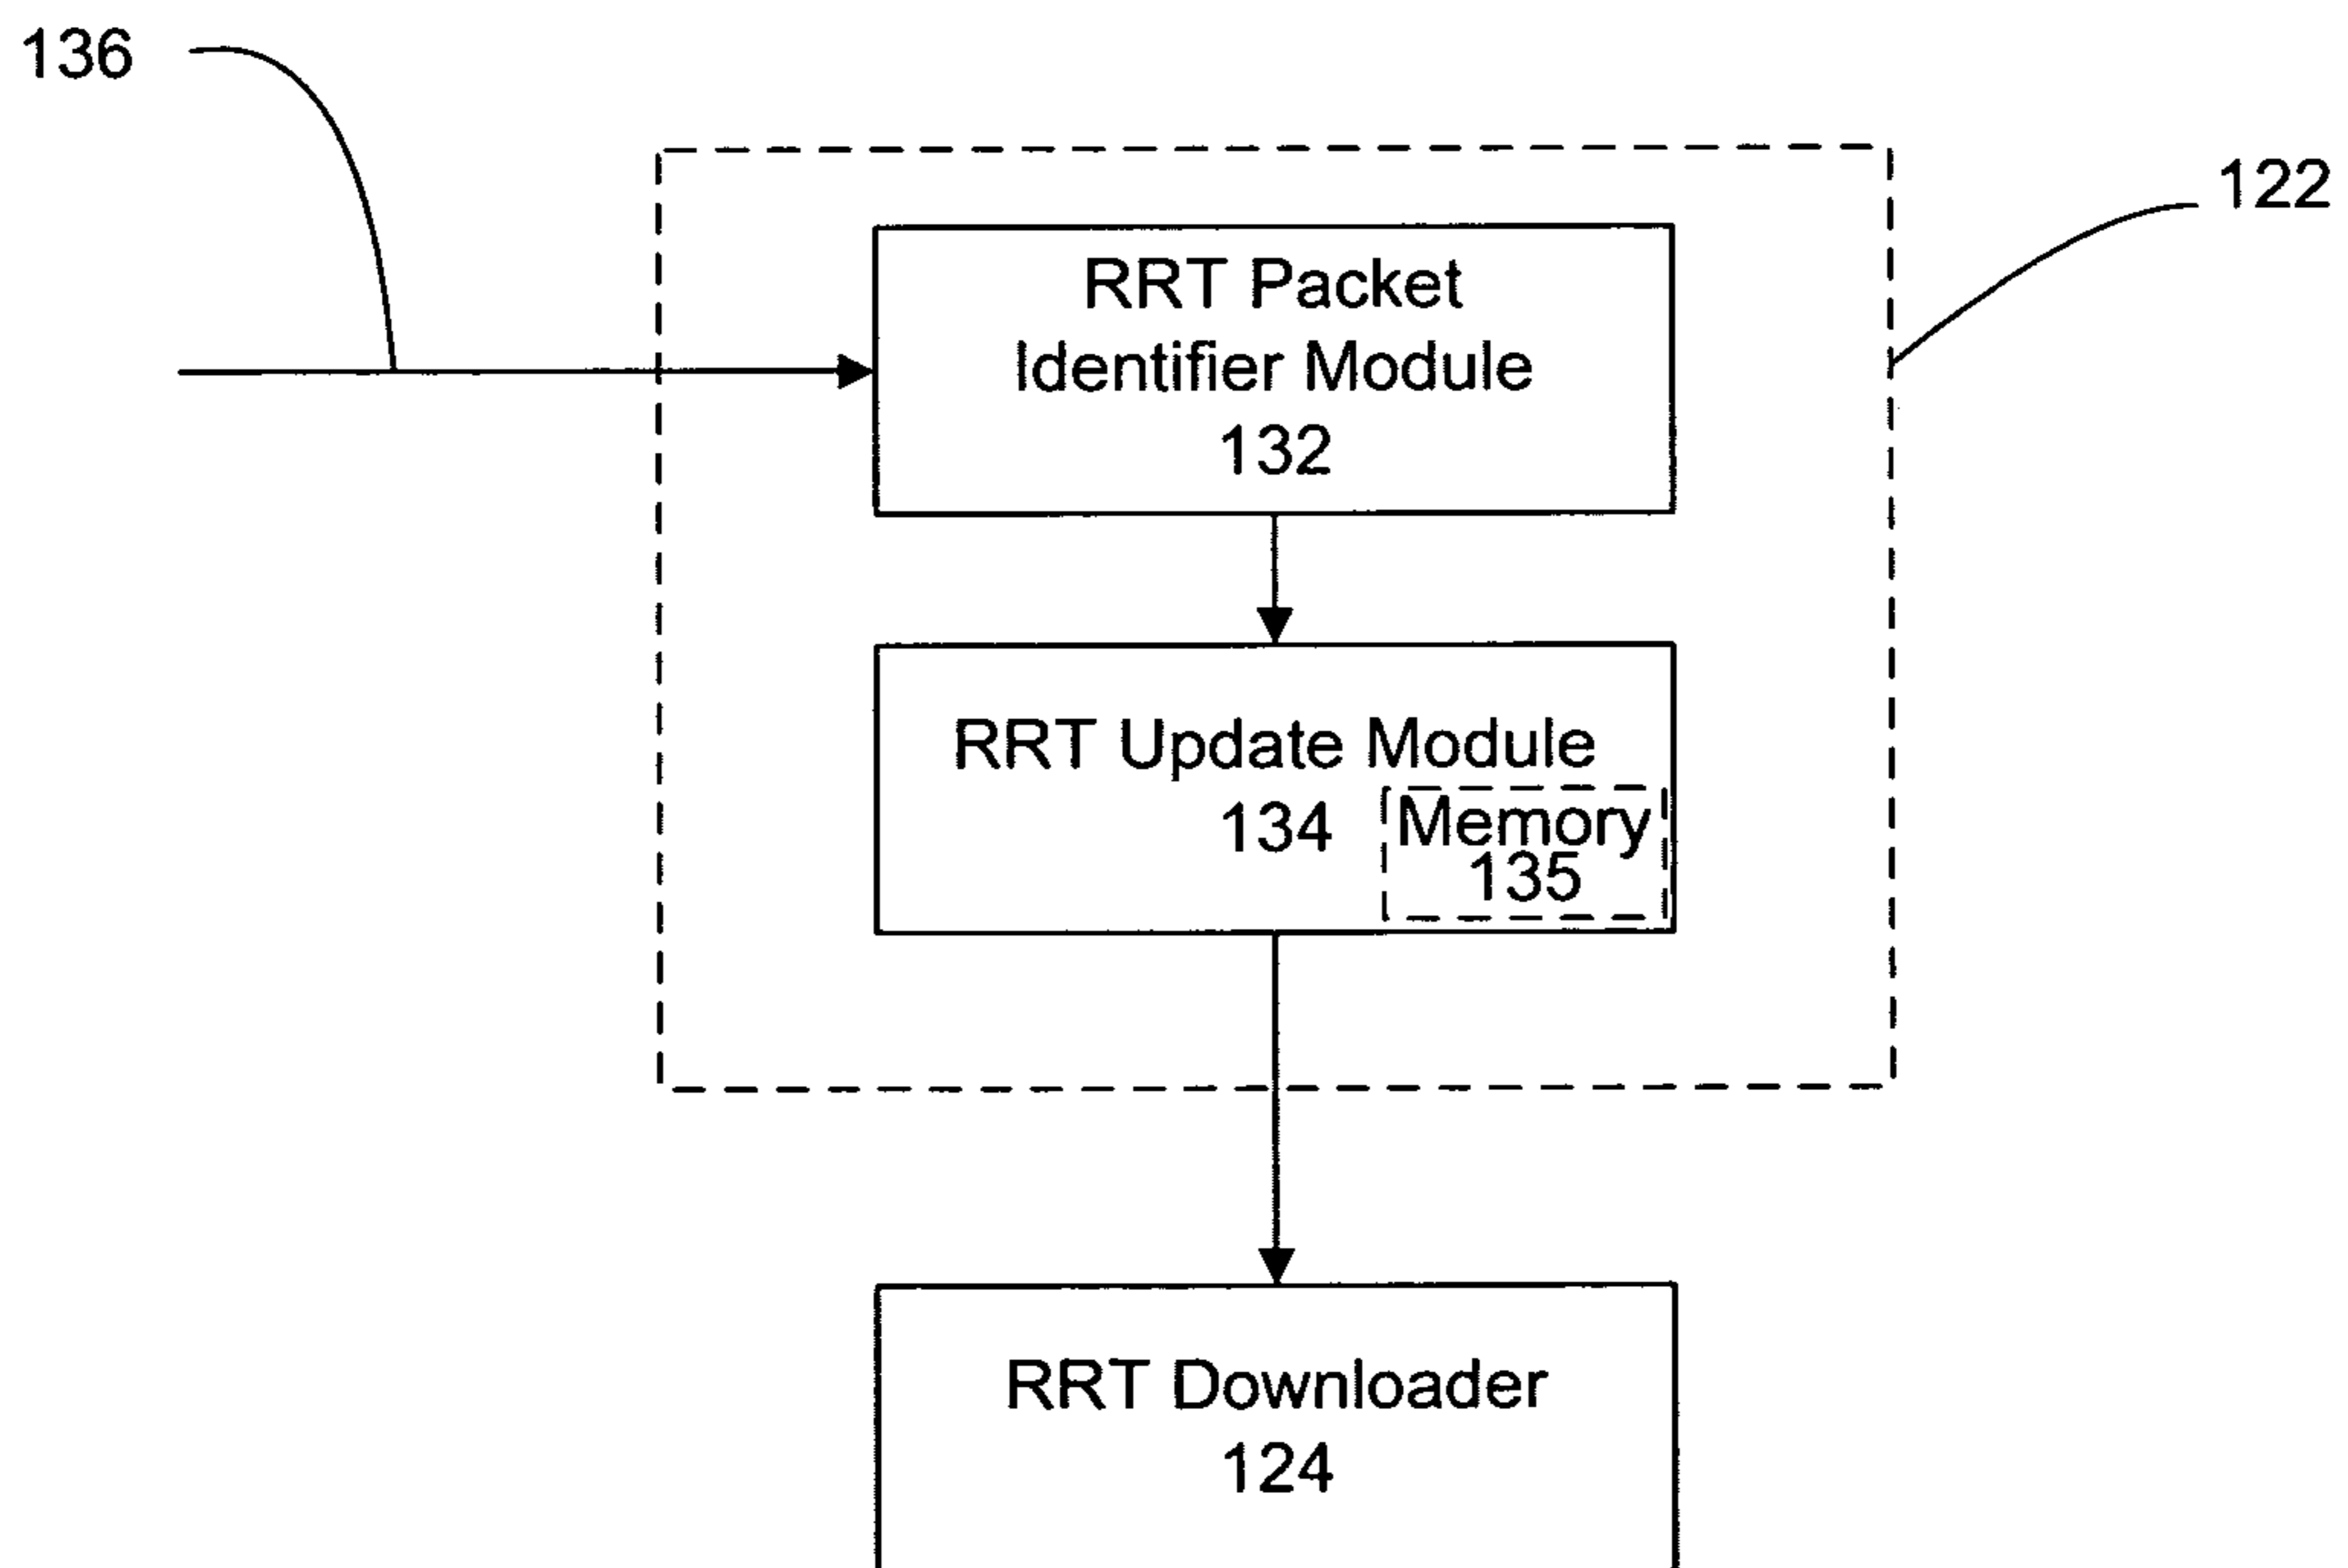 136
122
RRT Packet
Identifier Module
132
RRT Update Module
134
Memory
135
RRT Downloader
124